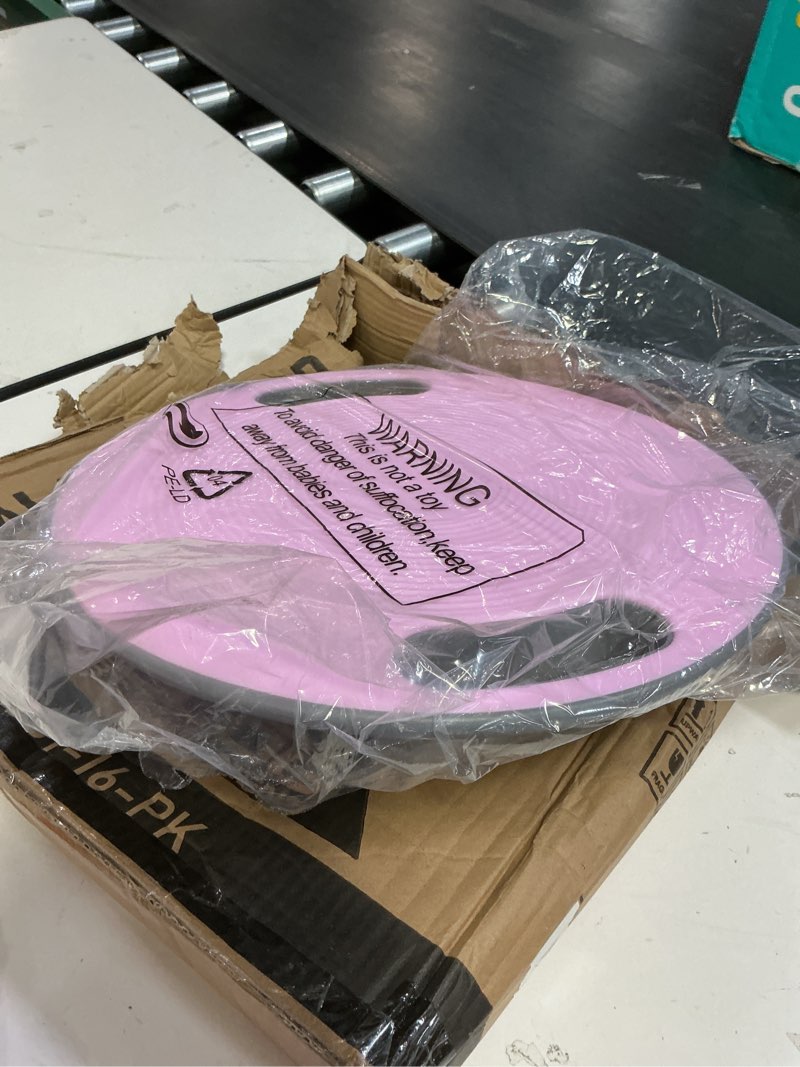 WARNING
This is not a toy
To avoid danger of suffocation,keep
away from babies and children.
04
PE-LD
-16-PK